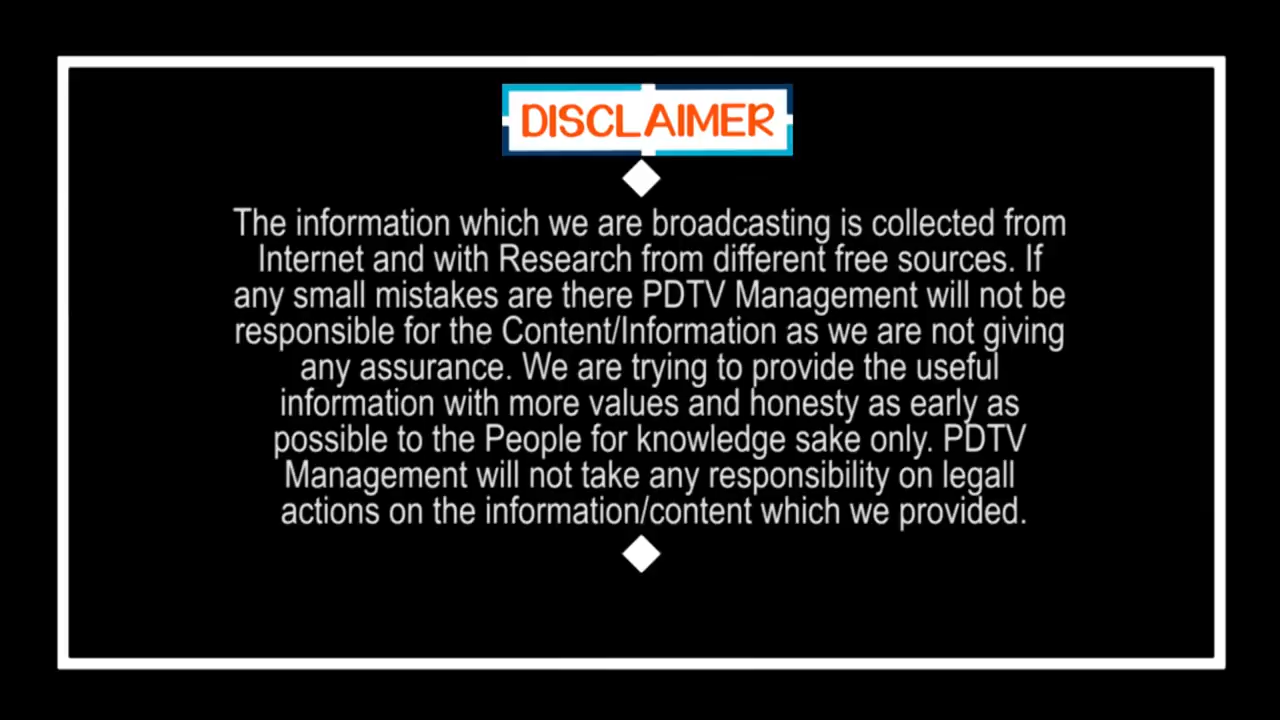 DISCLAIMER
The information which we are broadcasting is collected from
Internet and with Research from different free sources. If
any small mistakes are there PDTV Management will not be
responsible for the Content/Information as we are not giving
any assurance. We are trying to provide the useful
information with more values and honesty as early as
possible to the People for knowledge sake only. PDTV
Management will not take any responsibility on legall
actions on the information/content which we provided.